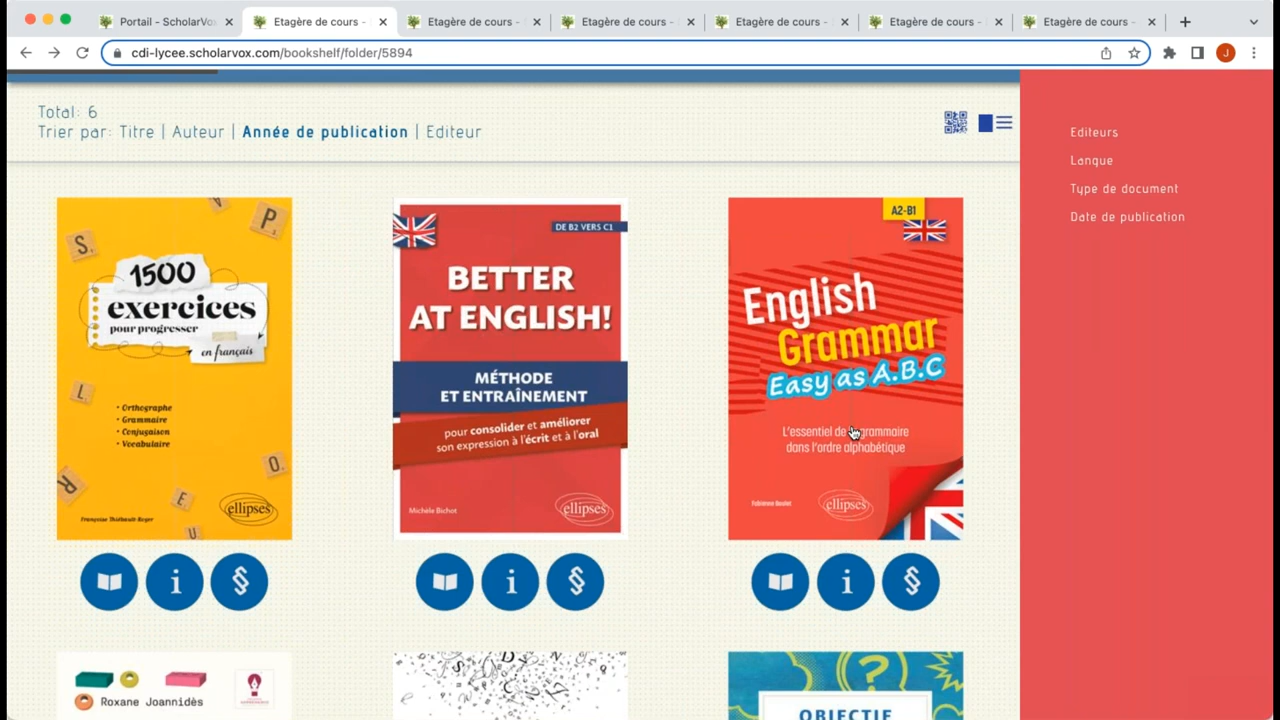 Portail - ScholarVox
Etagère de cours -
Etagère de cours -
Etagère de cours -
Etagère de cours -
Etagère de cours -
Etagère de cours -
cdi-lycee.scholarvox.com/bookshelf/folder/5894
J
Total: 6
Trier par: Titre | Auteur | Année de publication | Editeur
Editeurs
Langue
Type de document
Date de publication
P
S
1500
exercices
pour progresser
en français
L
• Orthographe
• Grammaire
• Conjugaison
• Vocabulaire
O
R
E
U
Françoise Thiébault-Roger
ellipses
DE B2 VERS C1
BETTER
AT ENGLISH!
MÉTHODE
ET ENTRAÎNEMENT
pour consolider et améliorer
son expression à l'écrit et à l'oral
Michèle Bichot
ellipses
A2-B1
English
Grammar
Easy as A.B.C
L'essentiel de la grammaire
dans l'ordre alphabétique
ellipses
i §
i §
i §
Roxane Joannidès
OBJECTIF